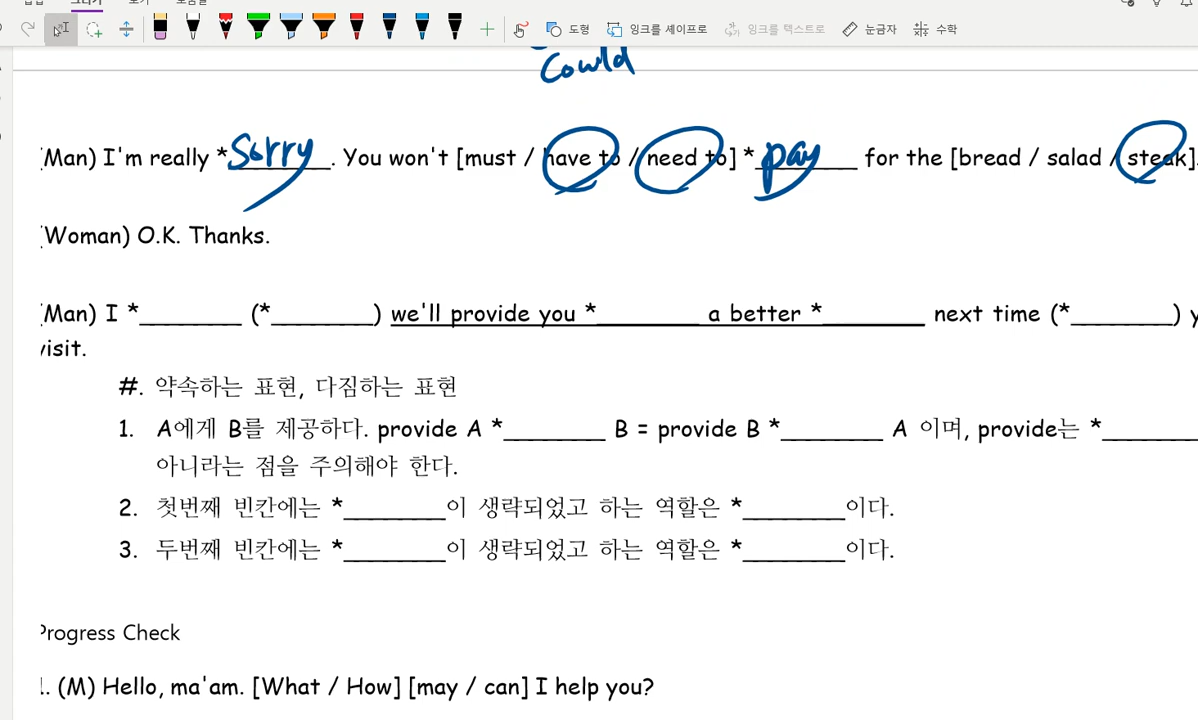 도형 잉크를 셰이프로 잉크를 텍스트로 눈금자 수학
Could
Man) I'm really *sorry. You won't [must / have to / need to] *pay for the [bread / salad / steak]
Woman) O.K. Thanks.
Man) I *________ (*________) we'll provide you *________ a better *________ next time (*________) y
visit.
#. 약속하는 표현, 다짐하는 표현
1. A에게 B를 제공하다. provide A *________ B = provide B *________ A 이며, provide는 *________
아니라는 점을 주의해야 한다.
2. 첫번째 빈칸에는 *________이 생략되었고 하는 역할은 *________이다.
3. 두번째 빈칸에는 *________이 생략되었고 하는 역할은 *________이다.
Progress Check
1. (M) Hello, ma'am. [What / How] [may / can] I help you?